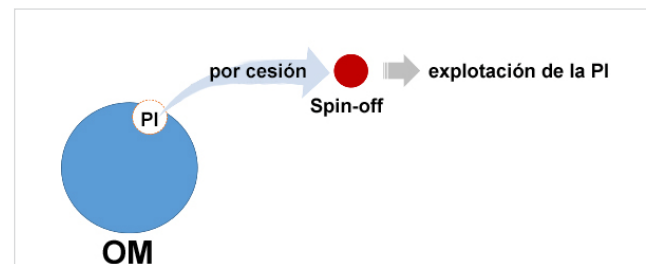 por cesión
explotación de la PI
Spin-off
PI
OM